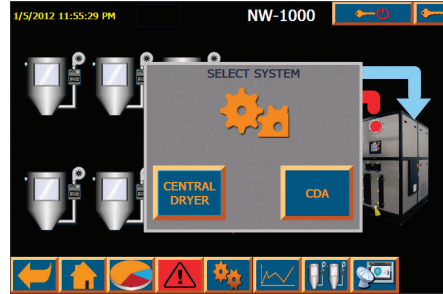 1/5/2012 11:55:29 PM
NW-1000
SELECT SYSTEM
CENTRAL
DRYER
CDA